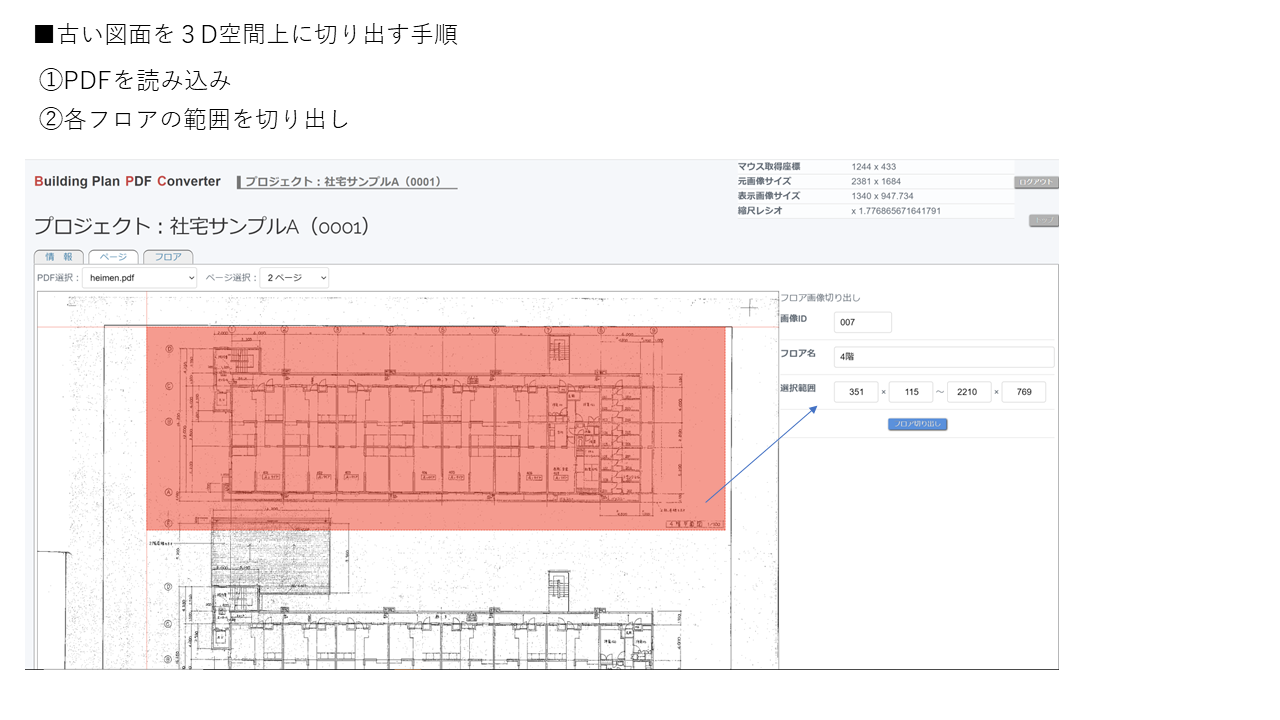 ■古い図面を３D空間上に切り出す手順
①PDFを読み込み
②各フロアの範囲を切り出し
Building Plan PDF Converter
プロジェクト：社宅サンプルA（0001）
マウス取得座標 1244 x 433
元画像サイズ 2381 x 1684
表示画像サイズ 1340 x 947.734
縮尺レシオ x 1.776865671641791
ログアウト
トップ
プロジェクト：社宅サンプルA（0001）
情　報 ページ フロア
PDF選択： heimen.pdf ページ選択： 2 ページ
フロア画像切り出し
画像ID 007
フロア名 4階
選択範囲 351 × 115 ～ 2210 × 769
フロア切り出し